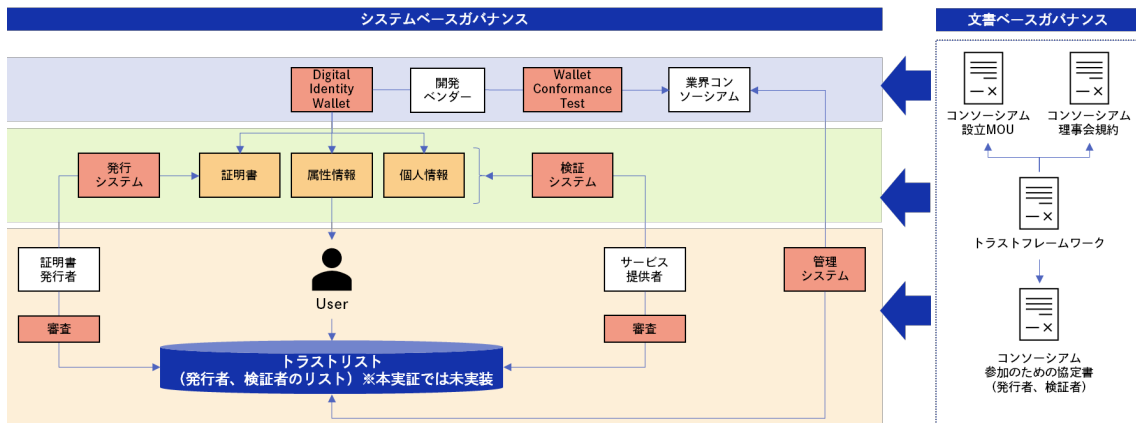 システムベースガバナンス
文書ベースガバナンス
Digital
Identity
Wallet
開発
ベンダー
Wallet
Conformance
Test
業界コン
ソーシアム
発行
システム
証明書
属性情報
個人情報
検証
システム
証明書
発行者
User
サービス
提供者
管理
システム
審査
審査
トラストリスト
(発行者、検証者のリスト)※本実証では未実装
コンソーシアム
設立MOU
コンソーシアム
理事会規約
トラストフレームワーク
コンソーシアム
参加のための協定書
(発行者、検証者)